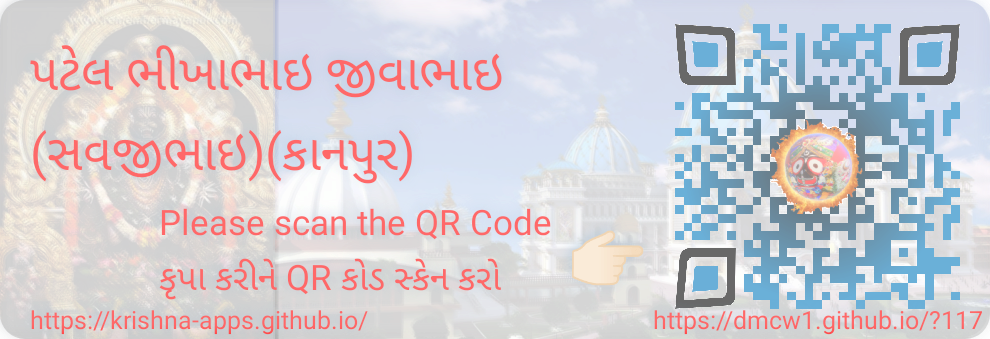 પટેલ ભીખાભાઇ જીવાભાઇ
(સવજીભાઇ)(કાનપુર)
Please scan the QR Code
કૃપા કરીને QR કોડ સ્કેન કરો
https://krishna-apps.github.io/
https://dmcw1.github.io/?117